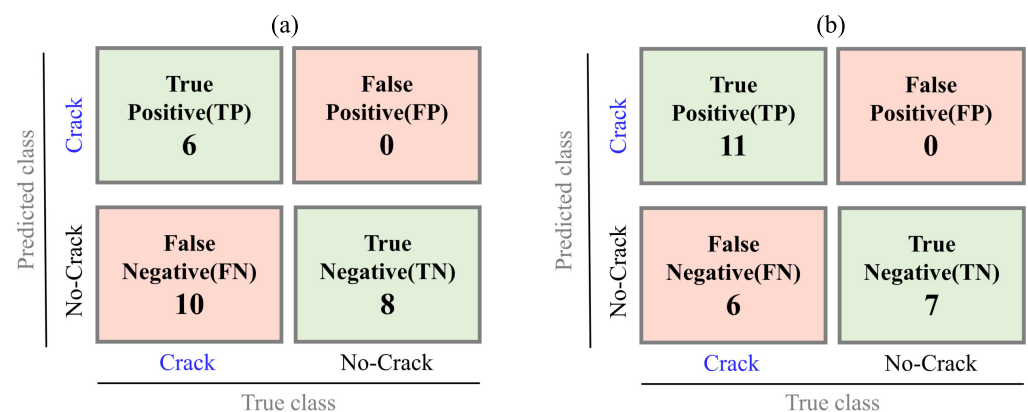 (a)
Predicted class
Crack
True
Positive(TP)
6
False
Positive(FP)
0
No-Crack
False
Negative(FN)
10
True
Negative(TN)
8
Crack
No-Crack
True class
(b)
Predicted class
Crack
True
Positive(TP)
11
False
Positive(FP)
0
No-Crack
False
Negative(FN)
6
True
Negative(TN)
7
Crack
No-Crack
True class